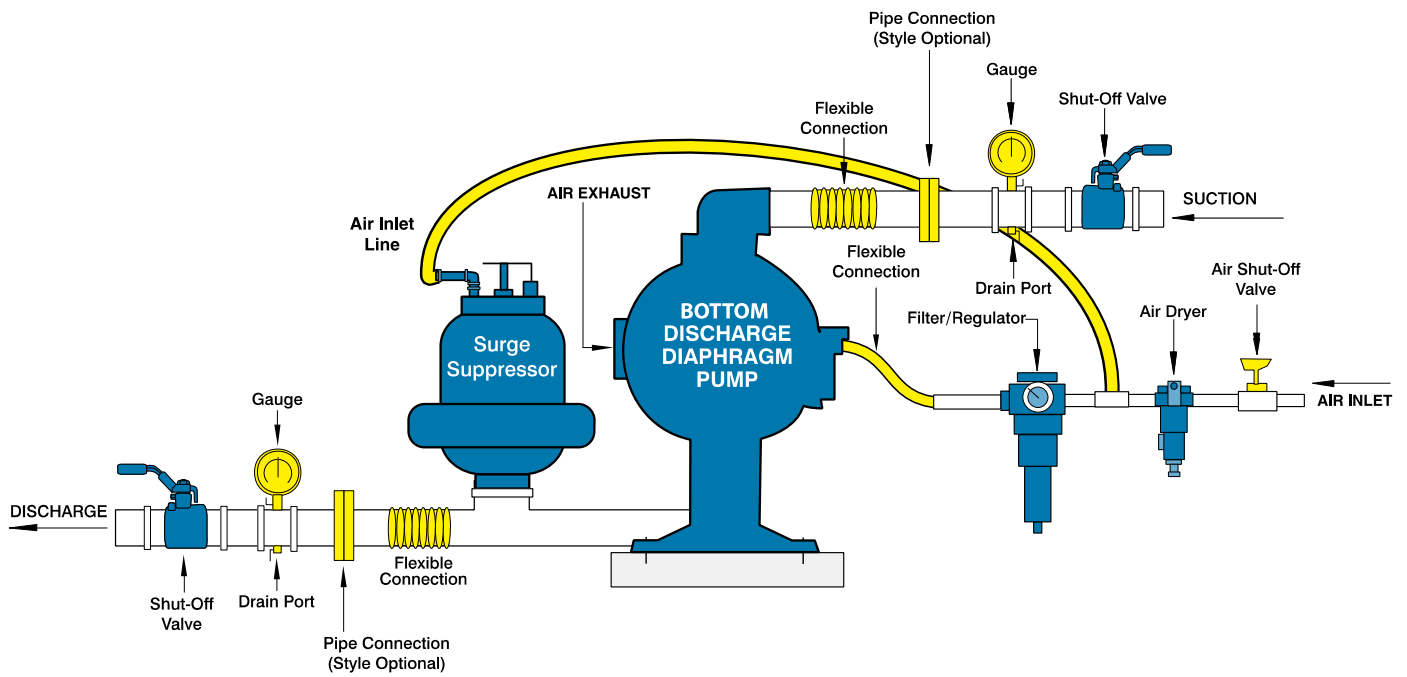 Pipe Connection
(Style Optional)
Gauge
Shut-Off Valve
Flexible
Connection
AIR EXHAUST
SUCTION
Air Inlet
Line
Flexible
Connection
Drain Port
Air Shut-Off
Valve
Filter/Regulator
Air Dryer
BOTTOM
DISCHARGE
DIAPHRAGM
PUMP
Surge
Suppressor
AIR INLET
Gauge
DISCHARGE
Flexible
Connection
Shut-Off
Valve
Drain Port
Pipe Connection
(Style Optional)